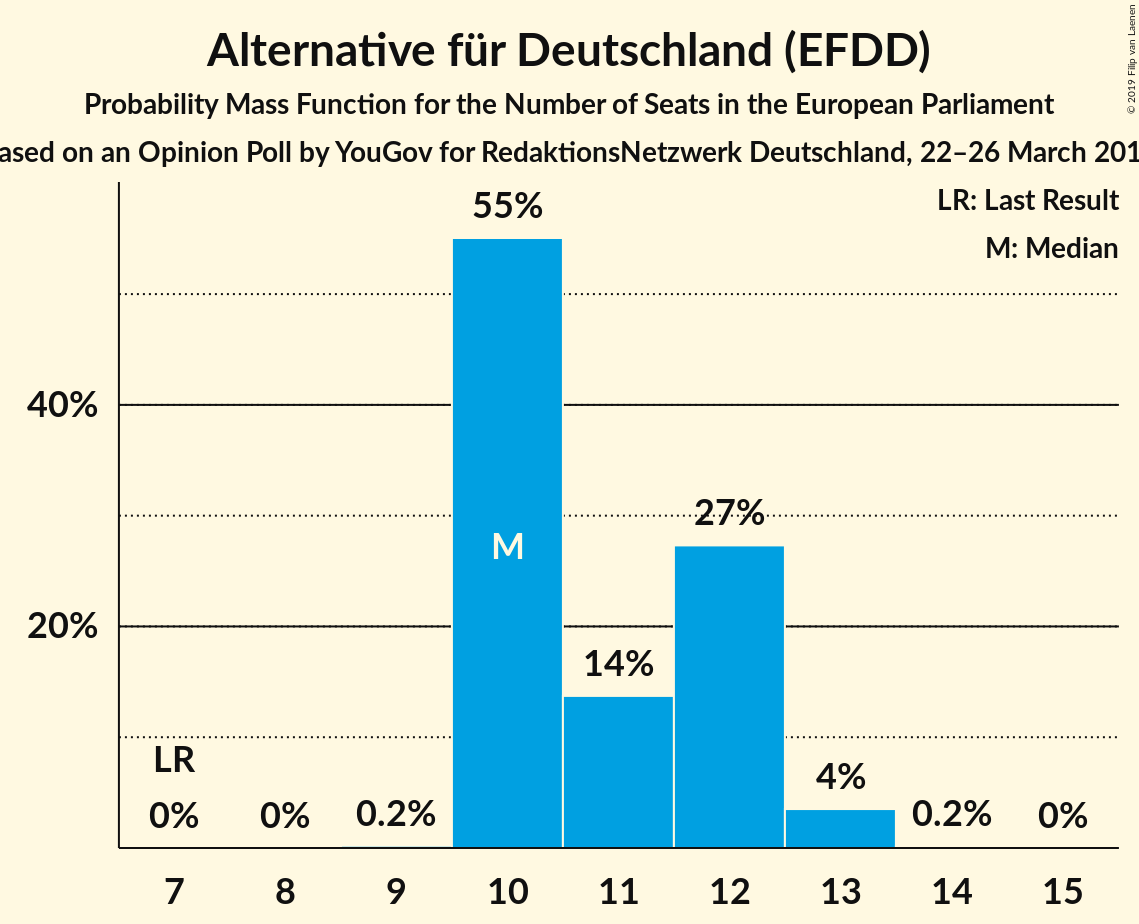 Alternative für Deutschland (EFDD)
Probability Mass Function for the Number of Seats in the European Parliament
ased on an Opinion Poll by YouGov for RedaktionsNetzwerk Deutschland, 22–26 March 201
© 2019 Filip van Laenen
LR: Last Result
M: Median
55%
40%
27%
M
20%
14%
LR
4%
0% 0% 0.2% 0.2% 0%
7 8 9 10 11 12 13 14 15